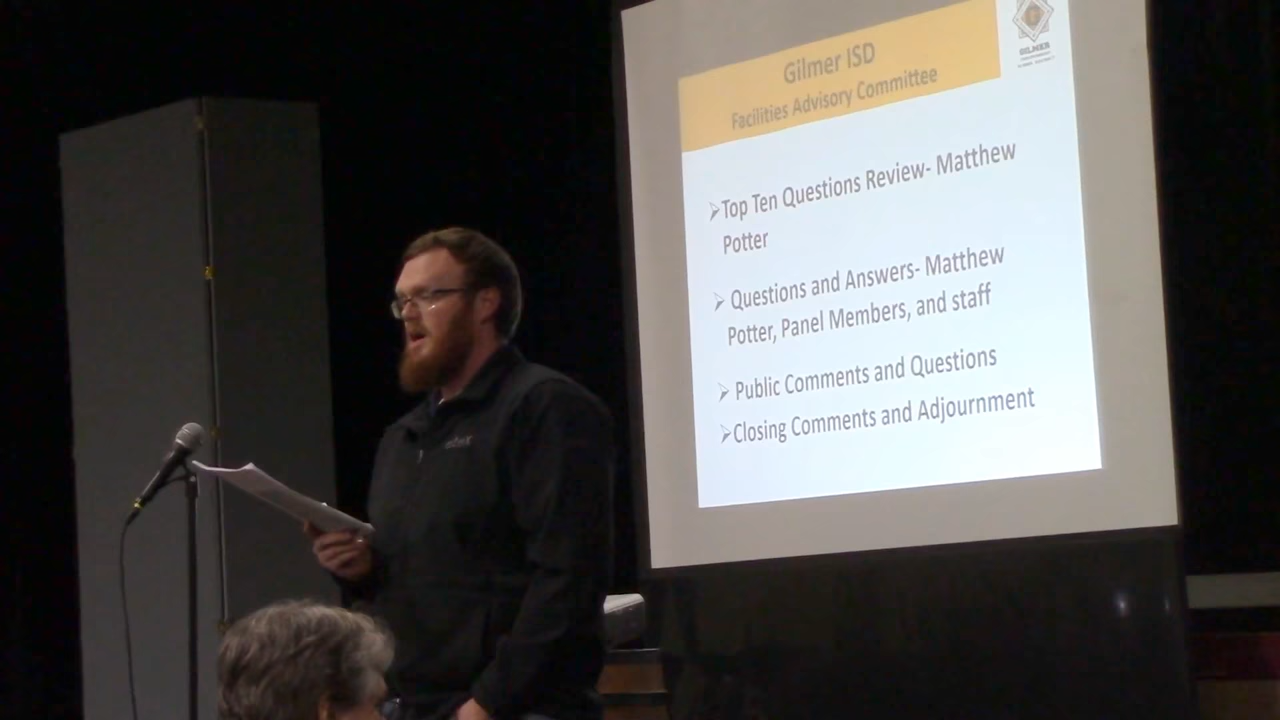 Gilmer ISD
Facilities Advisory Committee
GILMER
➢Top Ten Questions Review- Matthew
Potter
➢ Questions and Answers- Matthew
Potter, Panel Members, and staff
➢ Public Comments and Questions
➢Closing Comments and Adjournment